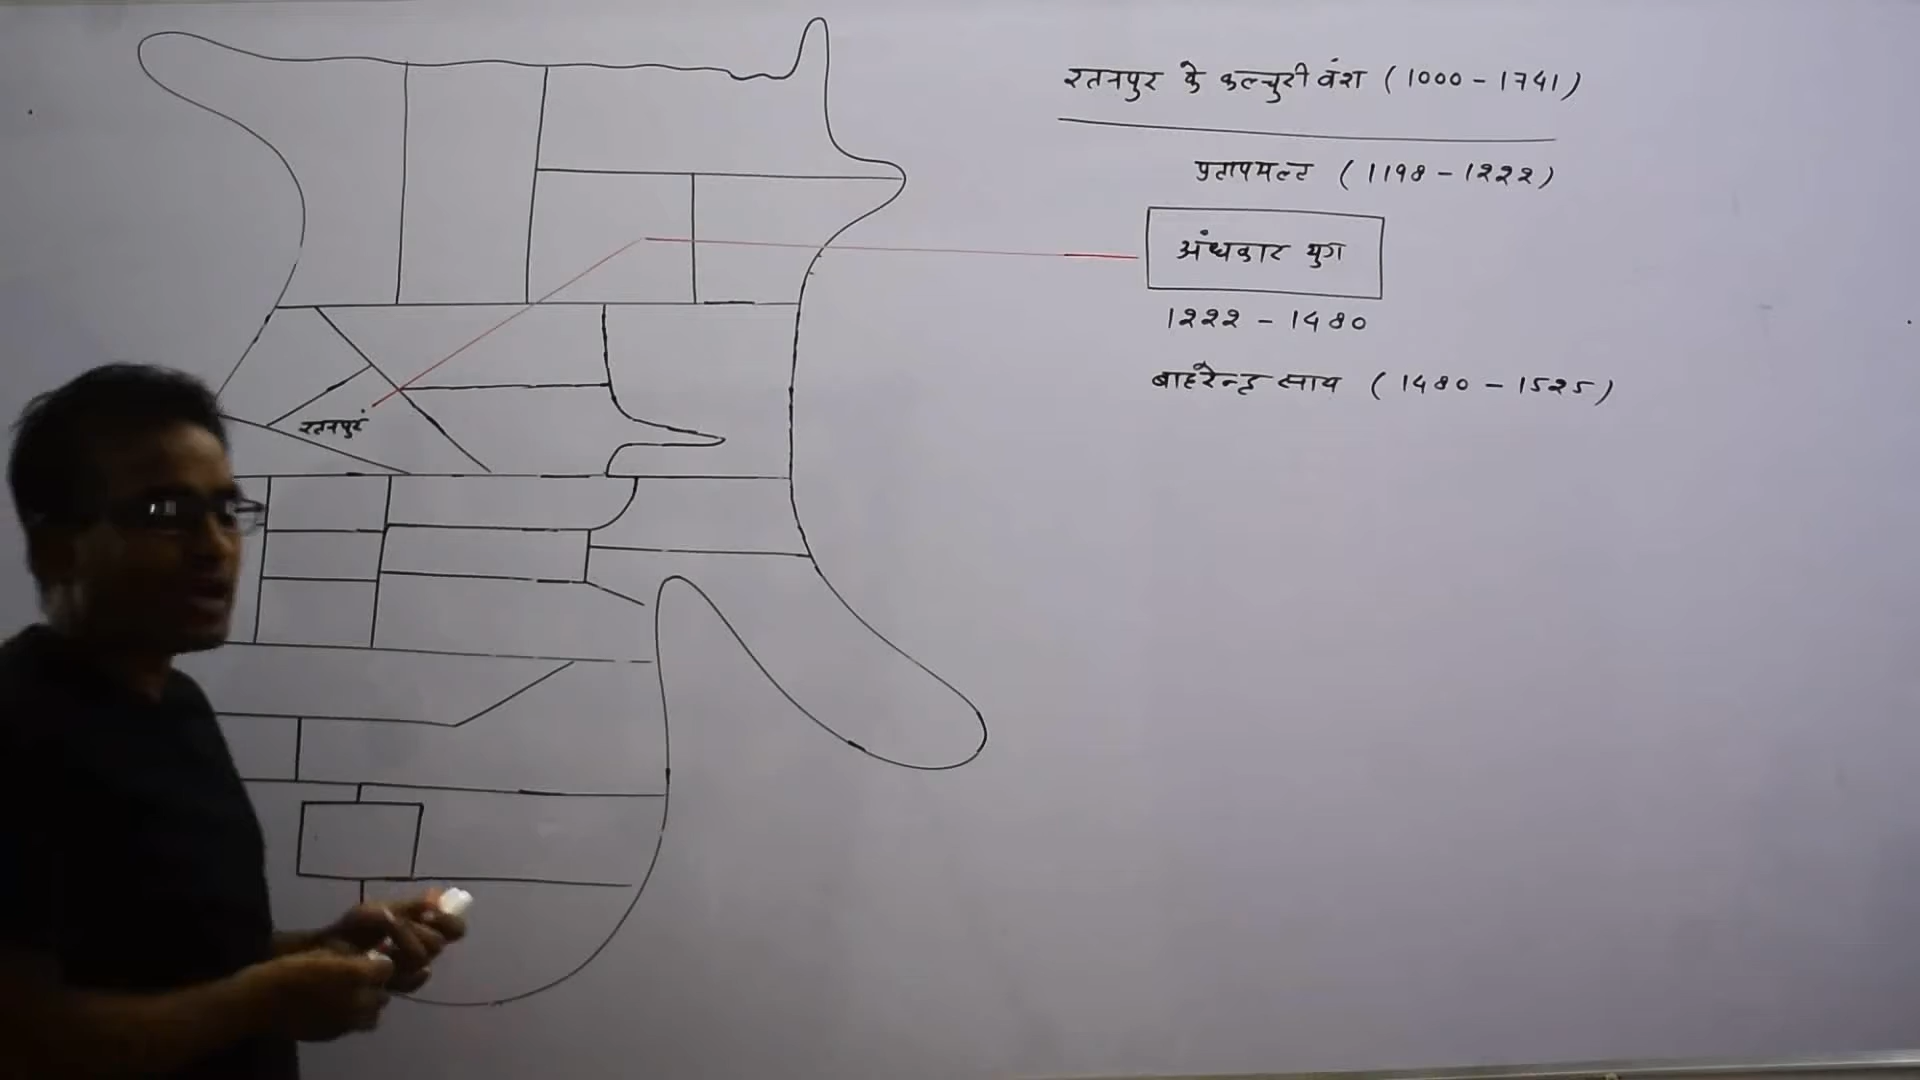 रतनपुर के कल्चुरी वंश (1000 - 1741)
प्रतापमल्ल (1198 - 1222)
अंधकार युग
1222 - 1480
बाहरेन्द्र साय (1480 - 1525)
रतनपुर